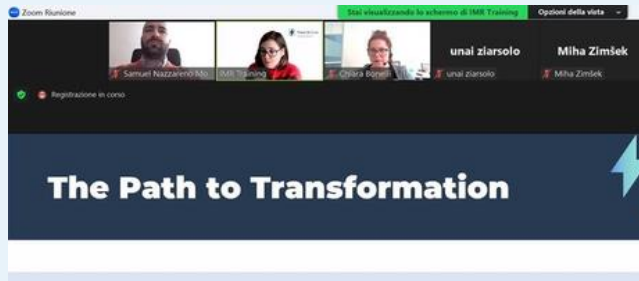 Zoom Riunione
Stai visualizzando lo schermo di IMR Training
Opzioni della vista
unai ziarsolo
Miha Zimšek
Samuel Nazzareno Mo
IMR Training
Chiara Bonelli
unai ziarsolo
Miha Zimšek
Registrazione in corso
The Path to Transformation